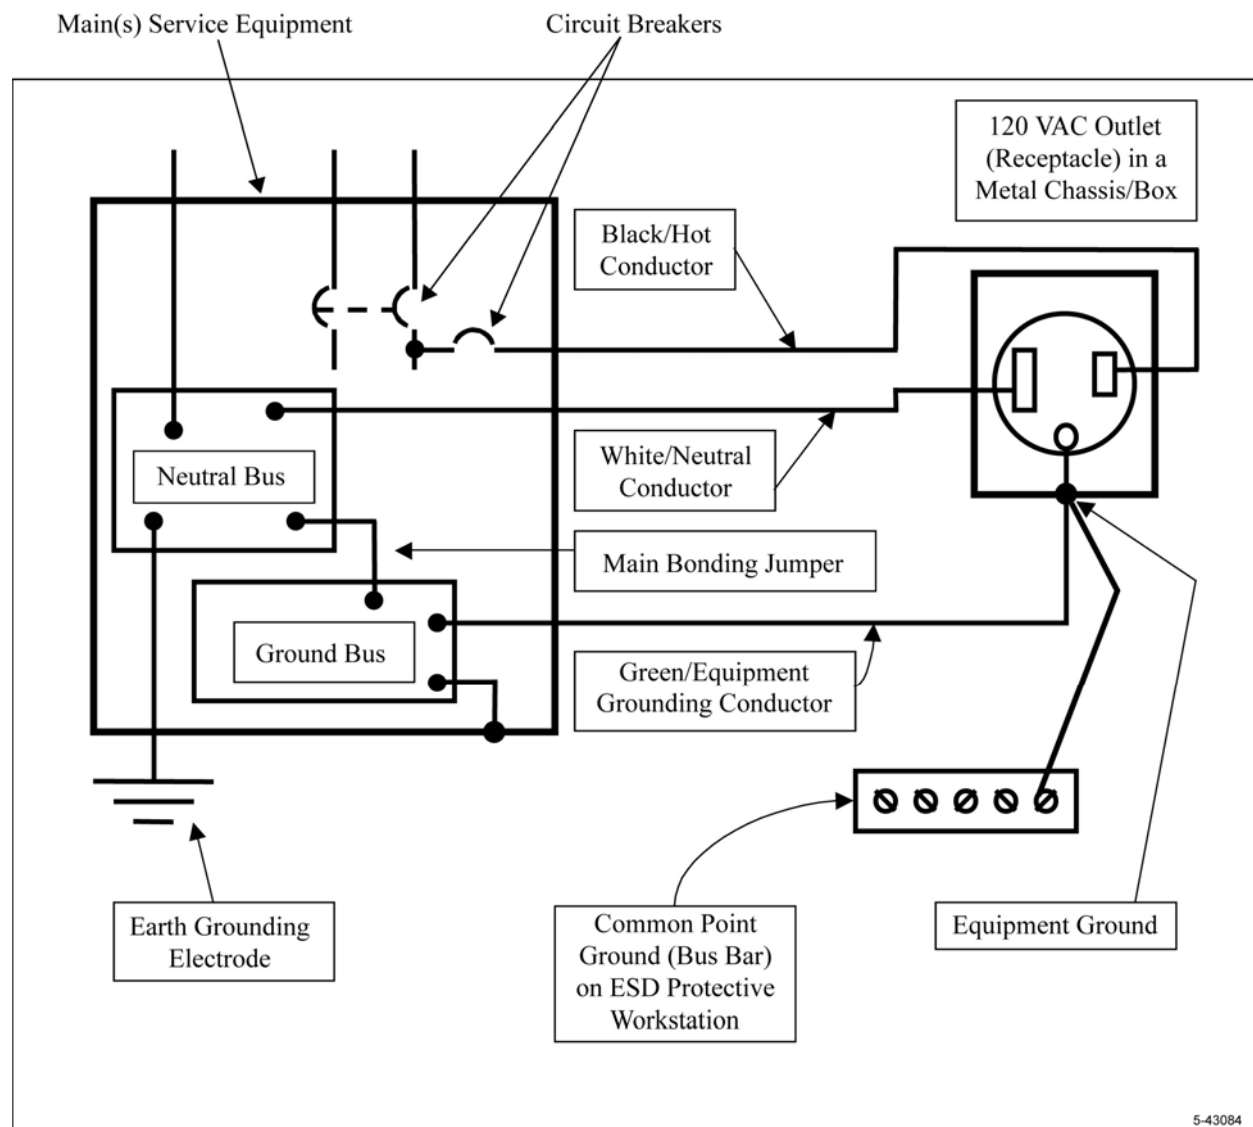 Main(s) Service Equipment
Circuit Breakers
120 VAC Outlet
(Receptacle) in a
Metal Chassis/Box
Black/Hot
Conductor
White/Neutral
Conductor
Neutral Bus
Main Bonding Jumper
Ground Bus
Green/Equipment
Grounding Conductor
Earth Grounding
Electrode
Common Point
Ground (Bus Bar)
on ESD Protective
Workstation
Equipment Ground
5-43084